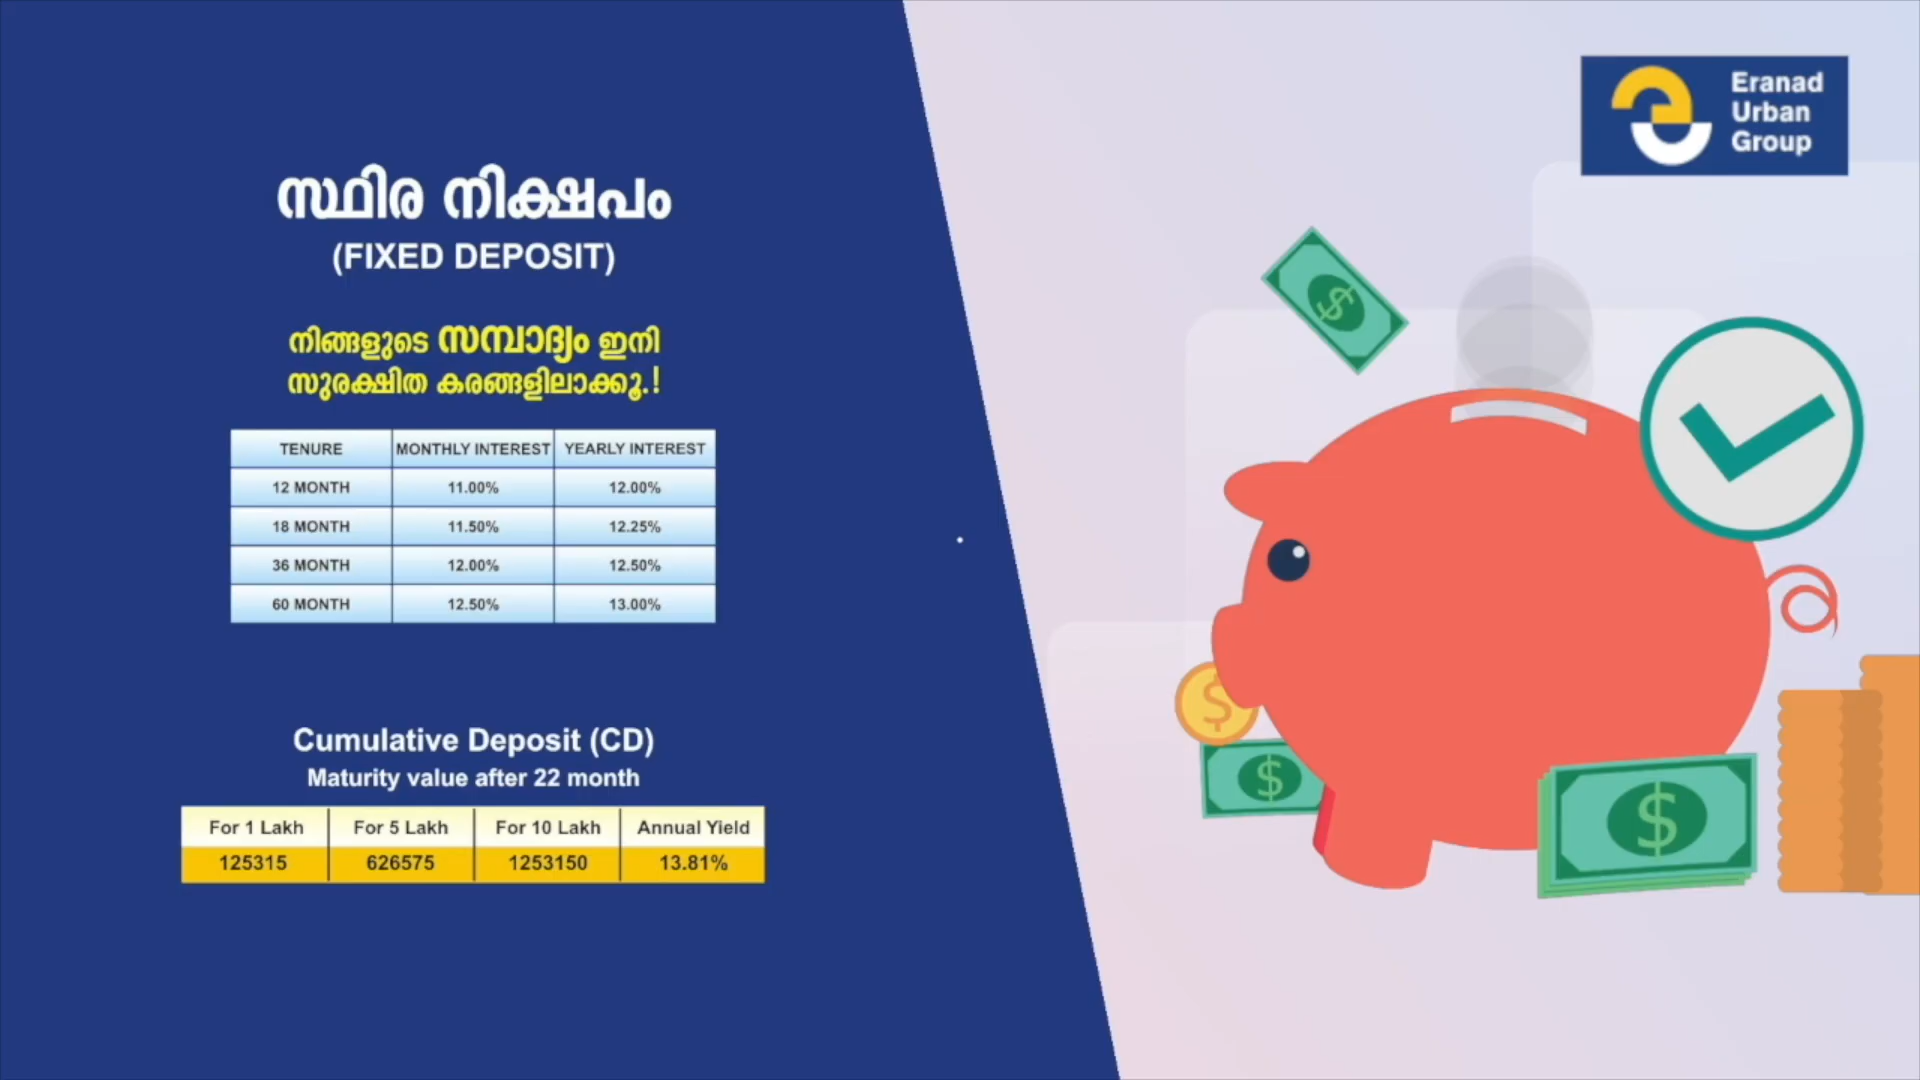 സ്ഥിര നിക്ഷപം
(FIXED DEPOSIT)
നിങ്ങളുടെ സമ്പാദ്യം ഇനി
സുരക്ഷിത കരങ്ങളിലാക്കൂ.!
TENURE MONTHLY INTEREST YEARLY INTEREST
12 MONTH 11.00% 12.00%
18 MONTH 11.50% 12.25%
36 MONTH 12.00% 12.50%
60 MONTH 12.50% 13.00%
Cumulative Deposit (CD)
Maturity value after 22 month
For 1 Lakh For 5 Lakh For 10 Lakh Annual Yield
125315 626575 1253150 13.81%
Eranad
Urban
Group
$
$
$
$